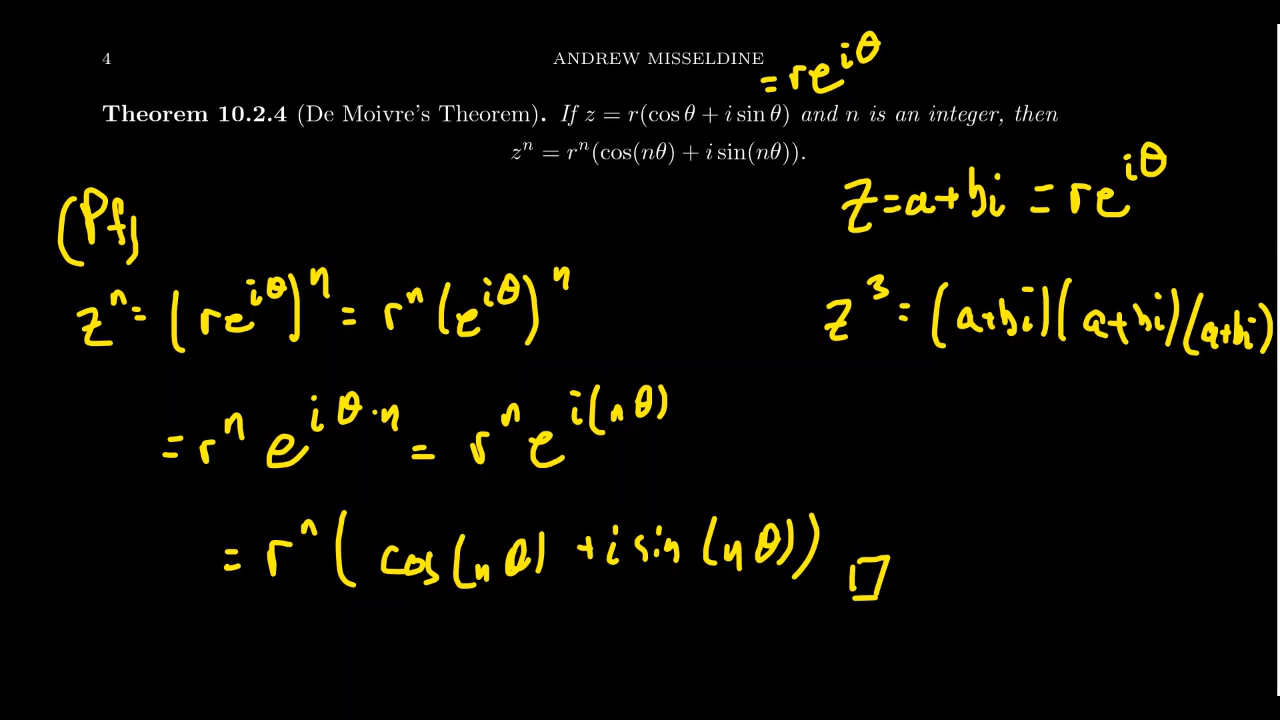 4 ANDREW MISSELDINE
= re^{iθ}
Theorem 10.2.4 (De Moivre's Theorem). If z = r(cos θ + i sin θ) and n is an integer, then
z^n = r^n(cos(nθ) + i sin(nθ)).
(Pf)
z = a+bi = re^{iθ}
z^n = (re^{iθ})^n = r^n (e^{iθ})^n
z^3 = (a+bi)(a+bi)(a+bi)
= r^n e^{iθ·n} = r^n e^{i(nθ)}
= r^n ( cos(nθ) + i sin(nθ)) □